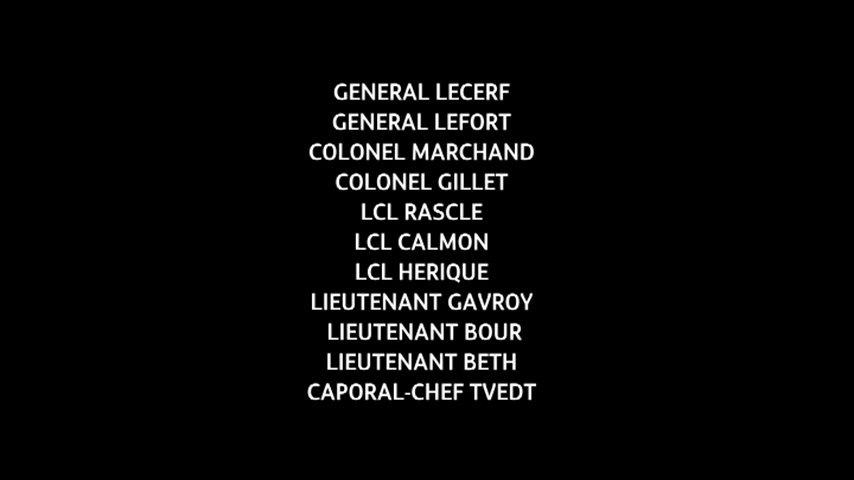 GENERAL LECERF
GENERAL LEFORT
COLONEL MARCHAND
COLONEL GILLET
LCL RASCLE
LCL CALMON
LCL HERIQUE
LIEUTENANT GAVROY
LIEUTENANT BOUR
LIEUTENANT BETH
CAPORAL-CHEF TVEDT